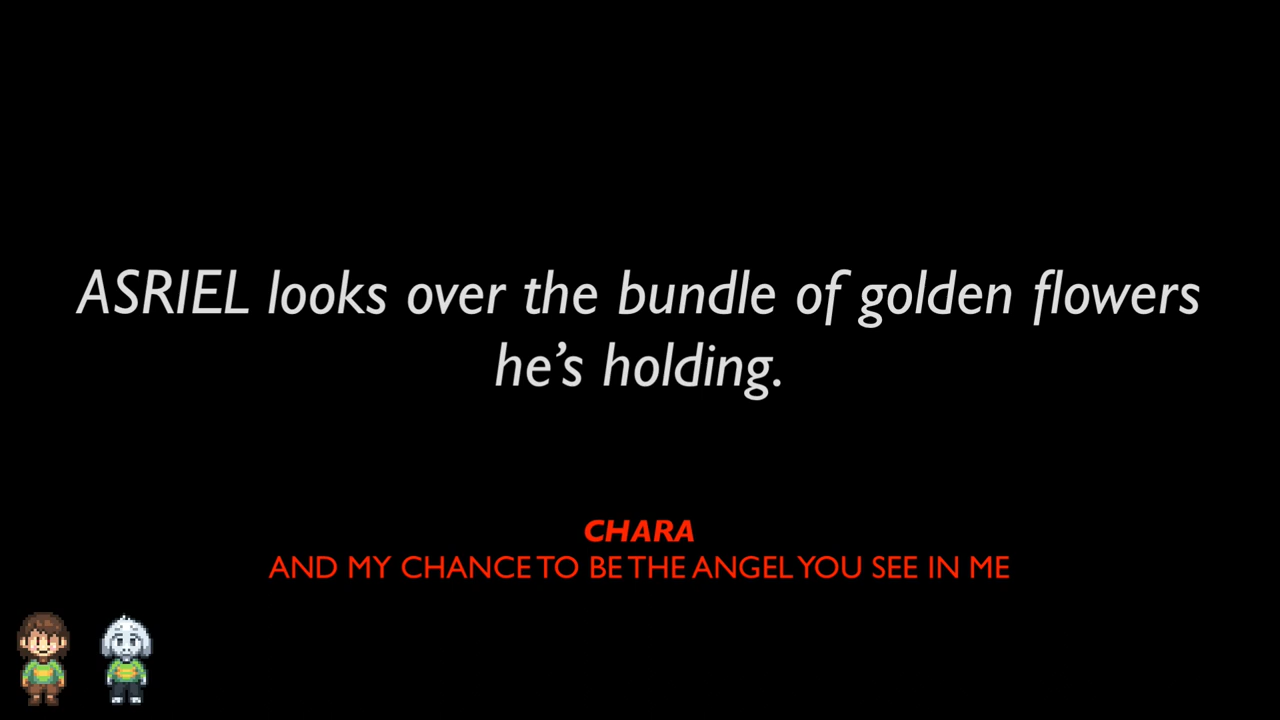 ASRIEL looks over the bundle of golden flowers
he’s holding.
CHARA
AND MY CHANCE TO BE THE ANGEL YOU SEE IN ME